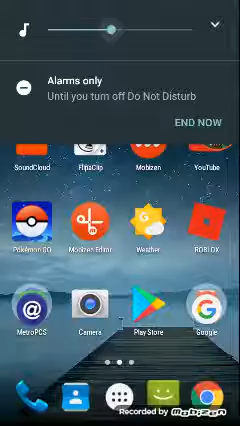 Alarms only
Until you turn off Do Not Disturb
END NOW
SoundCloud
FlipaClip
Mobizen
YouTube
Pokémon GO
Mobizen Editor
Weather
ROBLOX
MetroPCS
Camera
Play Store
Google
Recorded by Mobizen